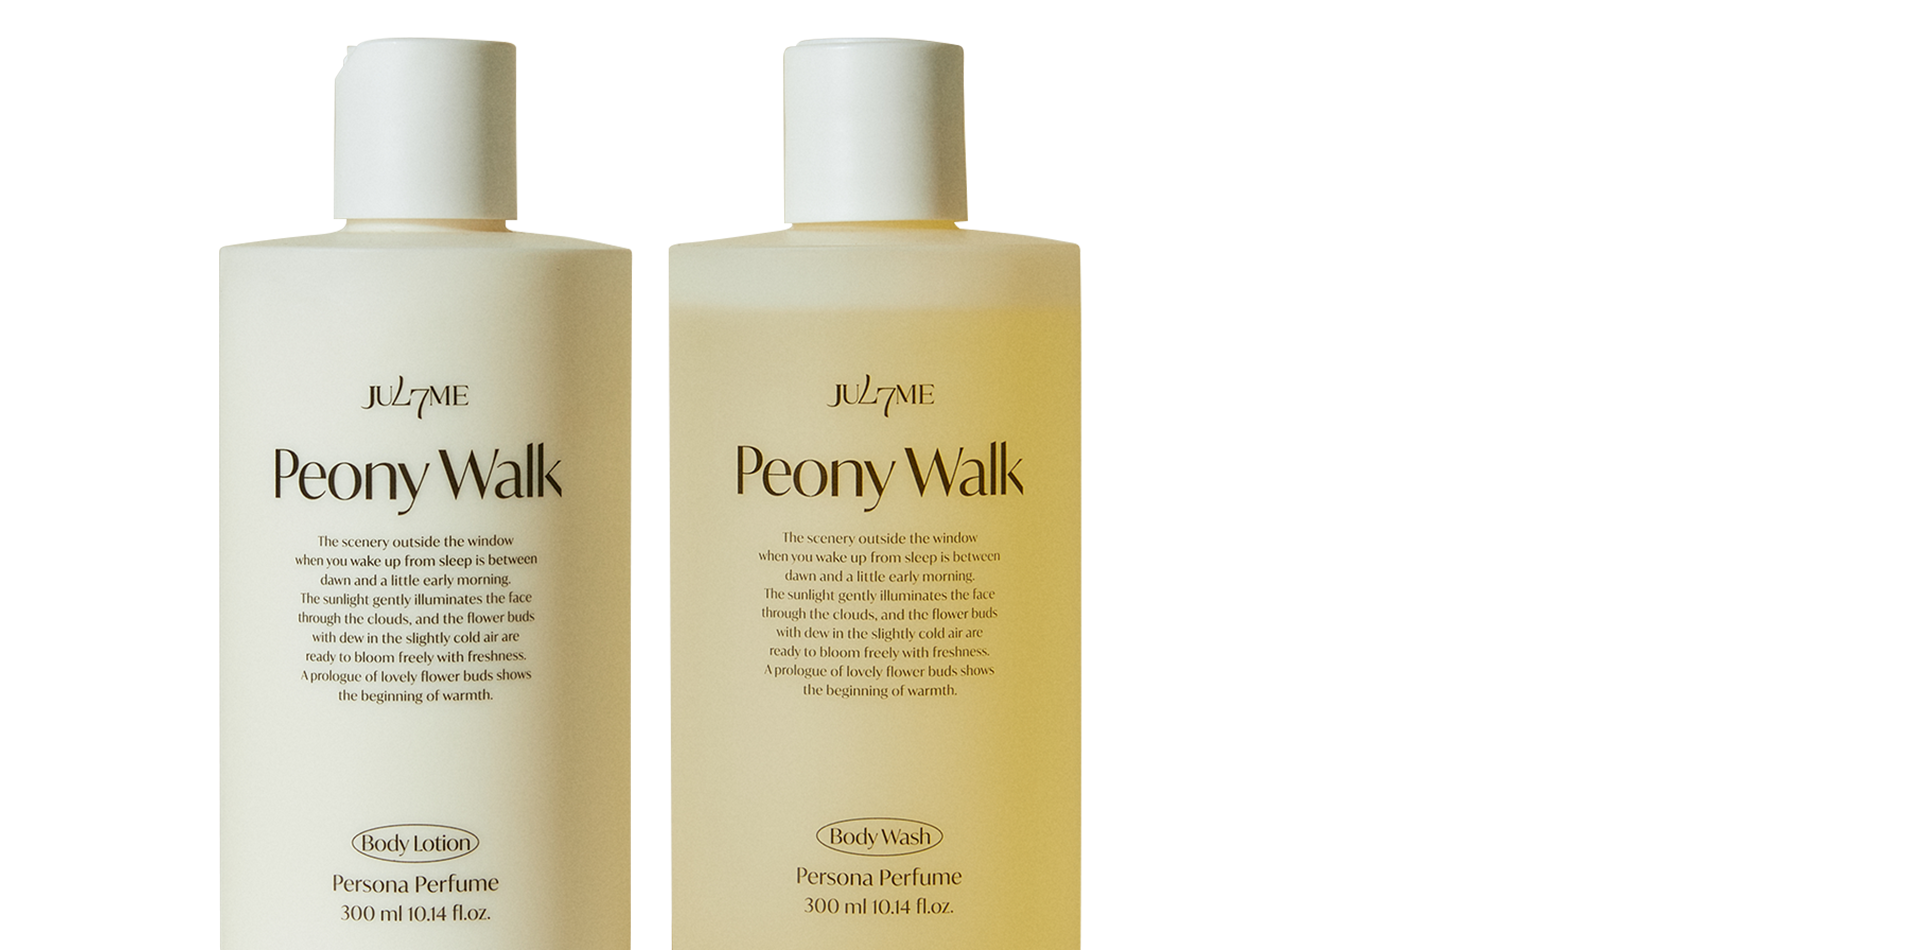 JUL7ME
Peony Walk
The scenery outside the window
when you wake up from sleep is between
dawn and a little early morning.
The sunlight gently illuminates the face
through the clouds, and the flower buds
with dew in the slightly cold air are
ready to bloom freely with freshness.
A prologue of lovely flower buds shows
the beginning of warmth.
Body Lotion
Persona Perfume
300 ml 10.14 fl.oz.
JUL7ME
Peony Walk
The scenery outside the window
when you wake up from sleep is between
dawn and a little early morning.
The sunlight gently illuminates the face
through the clouds, and the flower buds
with dew in the slightly cold air are
ready to bloom freely with freshness.
A prologue of lovely flower buds shows
the beginning of warmth.
Body Wash
Persona Perfume
300 ml 10.14 fl.oz.